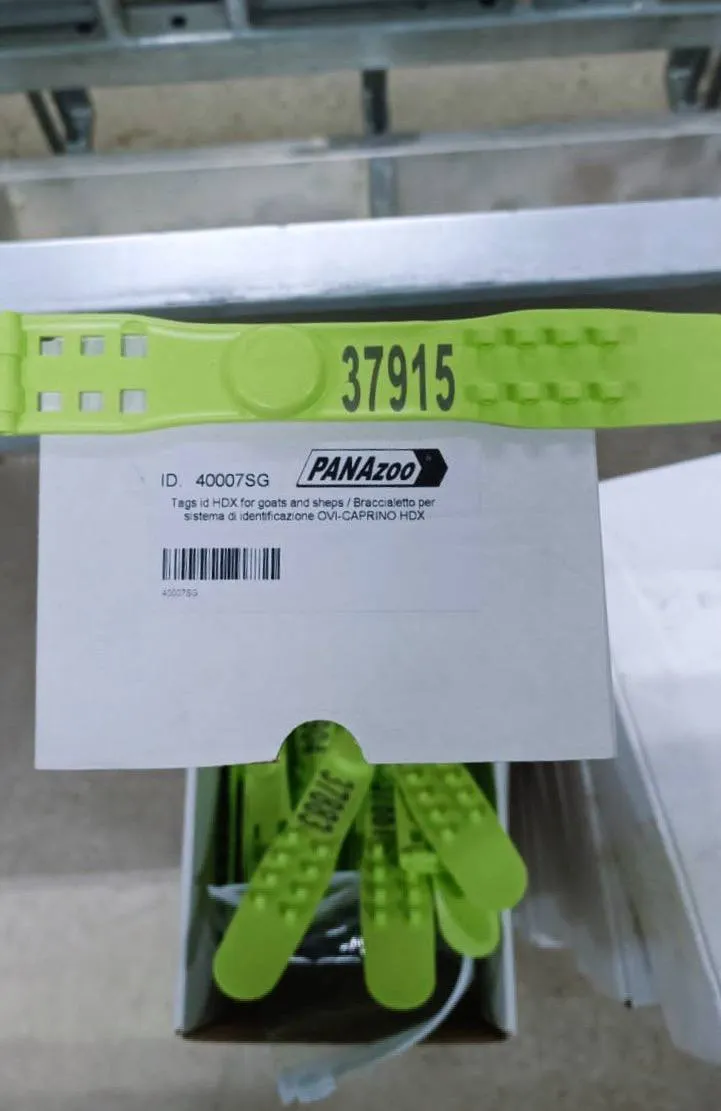 37915
ID. 40007SG
PANAZOO
Tags id HDX for goats and sheps / Braccialetto per
sistema di identificazione OVI-CAPRINO HDX
40007SG
37883